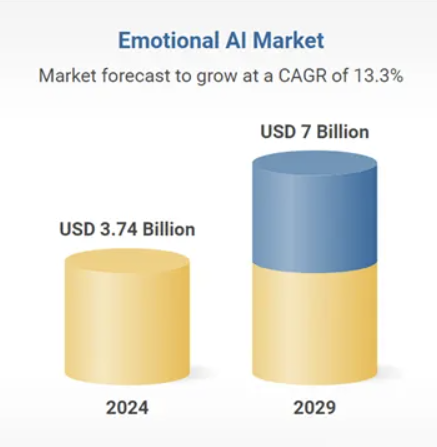 Emotional AI Market
Market forecast to grow at a CAGR of 13.3%
USD 7 Billion
USD 3.74 Billion
2024
2029